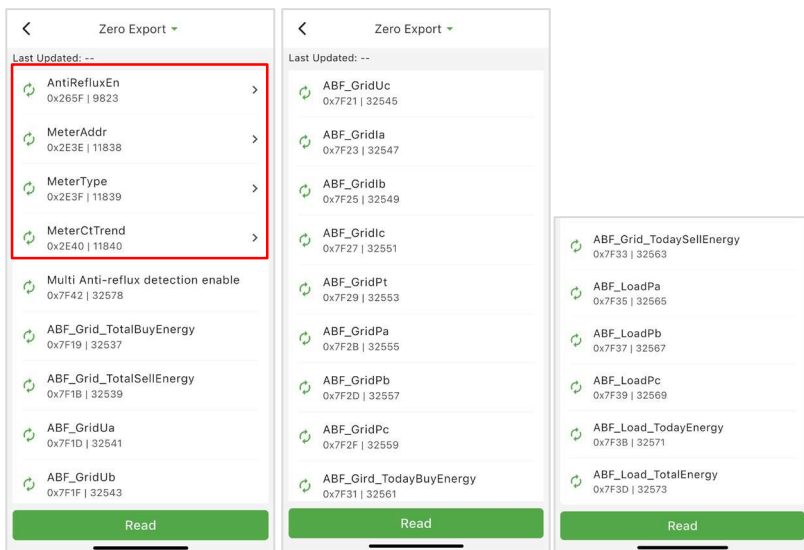 Zero Export
Last Updated: --
AntiRefluxEn
0x265F | 9823
MeterAddr
0x2E3E | 11838
MeterType
0x2E3F | 11839
MeterCtTrend
0x2E40 | 11840
Multi Anti-reflux detection enable
0x7F42 | 32578
ABF_Grid_TotalBuyEnergy
0x7F19 | 32537
ABF_Grid_TotalSellEnergy
0x7F1B | 32539
ABF_GridUa
0x7F1D | 32541
ABF_GridUb
0x7F1F | 32543
Read
Zero Export
Last Updated: --
ABF_GridUc
0x7F21 | 32545
ABF_GridIa
0x7F23 | 32547
ABF_GridIb
0x7F25 | 32549
ABF_GridIc
0x7F27 | 32551
ABF_GridPt
0x7F29 | 32553
ABF_GridPa
0x7F2B | 32555
ABF_GridPb
0x7F2D | 32557
ABF_GridPc
0x7F2F | 32559
ABF_Gird_TodayBuyEnergy
0x7F31 | 32561
Read
ABF_Grid_TodaySellEnergy
0x7F33 | 32563
ABF_LoadPa
0x7F35 | 32565
ABF_LoadPb
0x7F37 | 32567
ABF_LoadPc
0x7F39 | 32569
ABF_Load_TodayEnergy
0x7F3B | 32571
ABF_Load_TotalEnergy
0x7F3D | 32573
Read